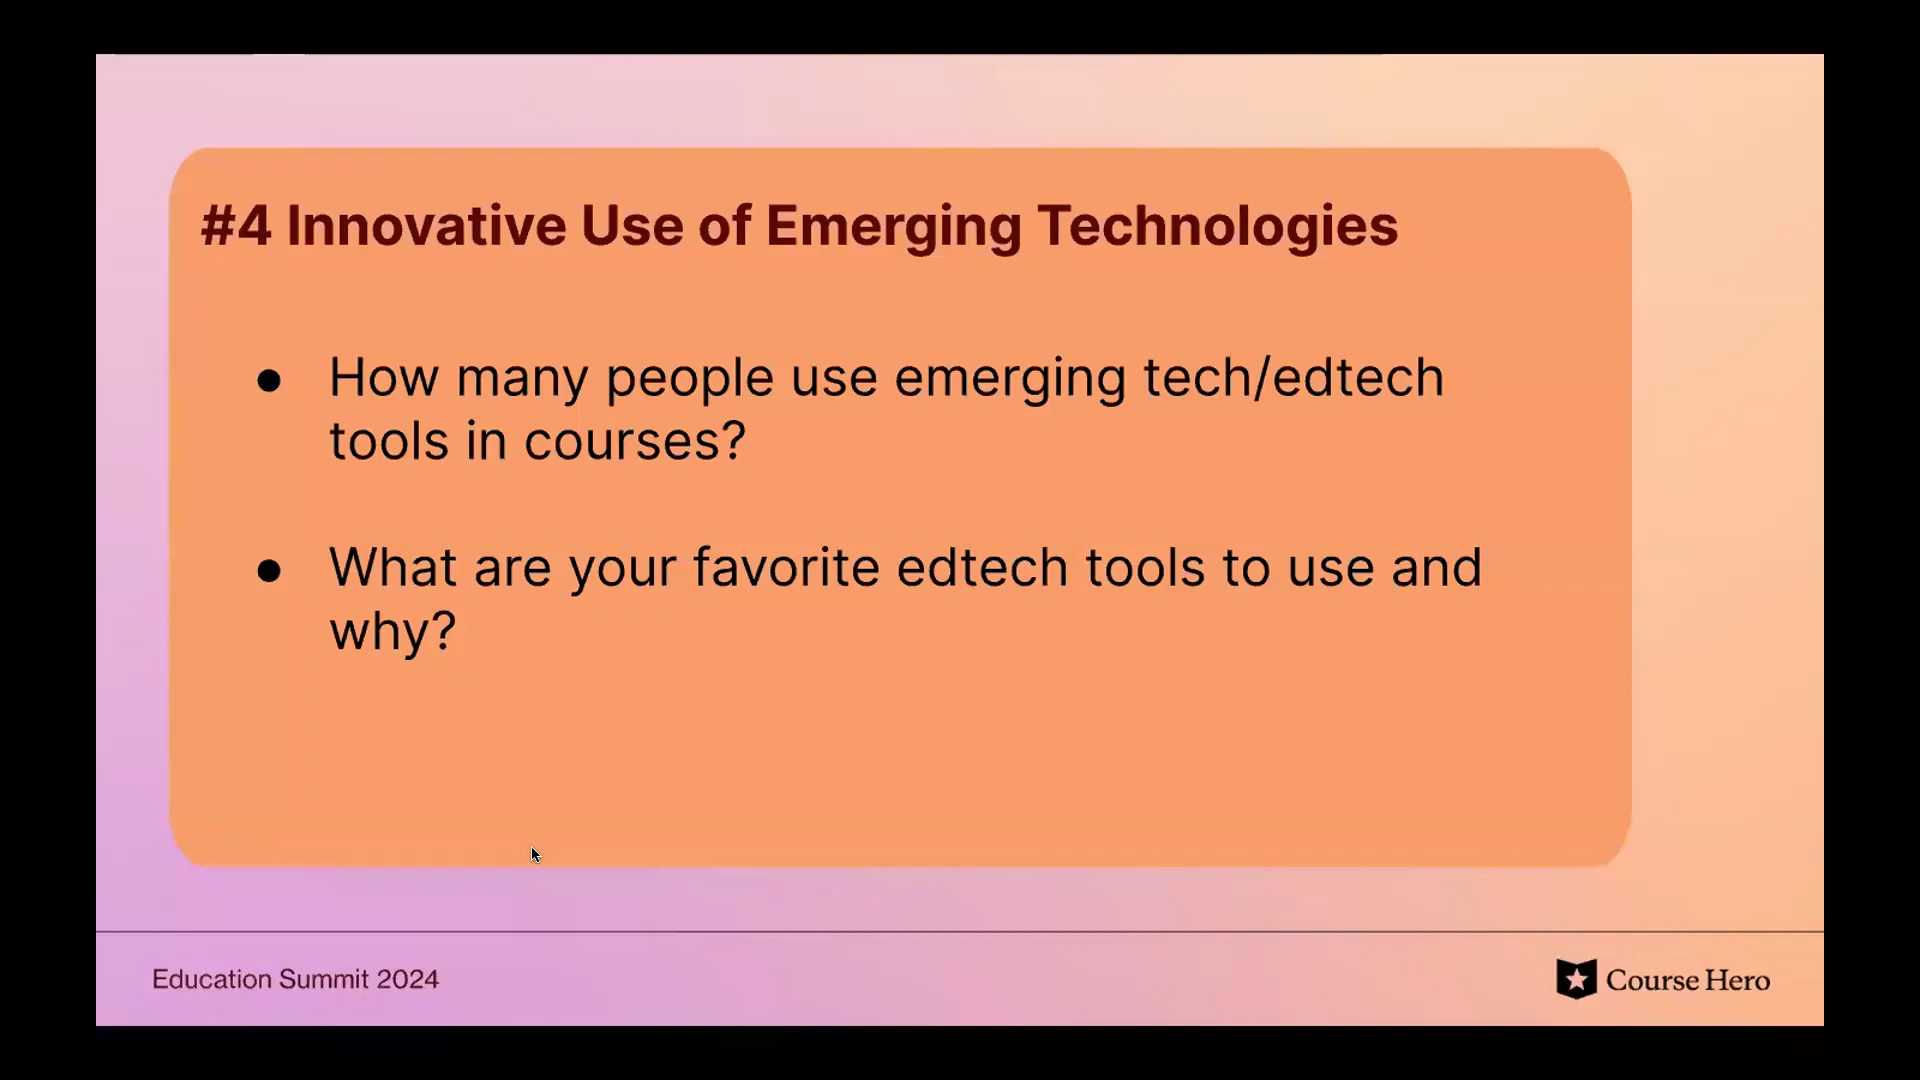 #4 Innovative Use of Emerging Technologies
● How many people use emerging tech/edtech
tools in courses?
● What are your favorite edtech tools to use and
why?
Education Summit 2024
Course Hero